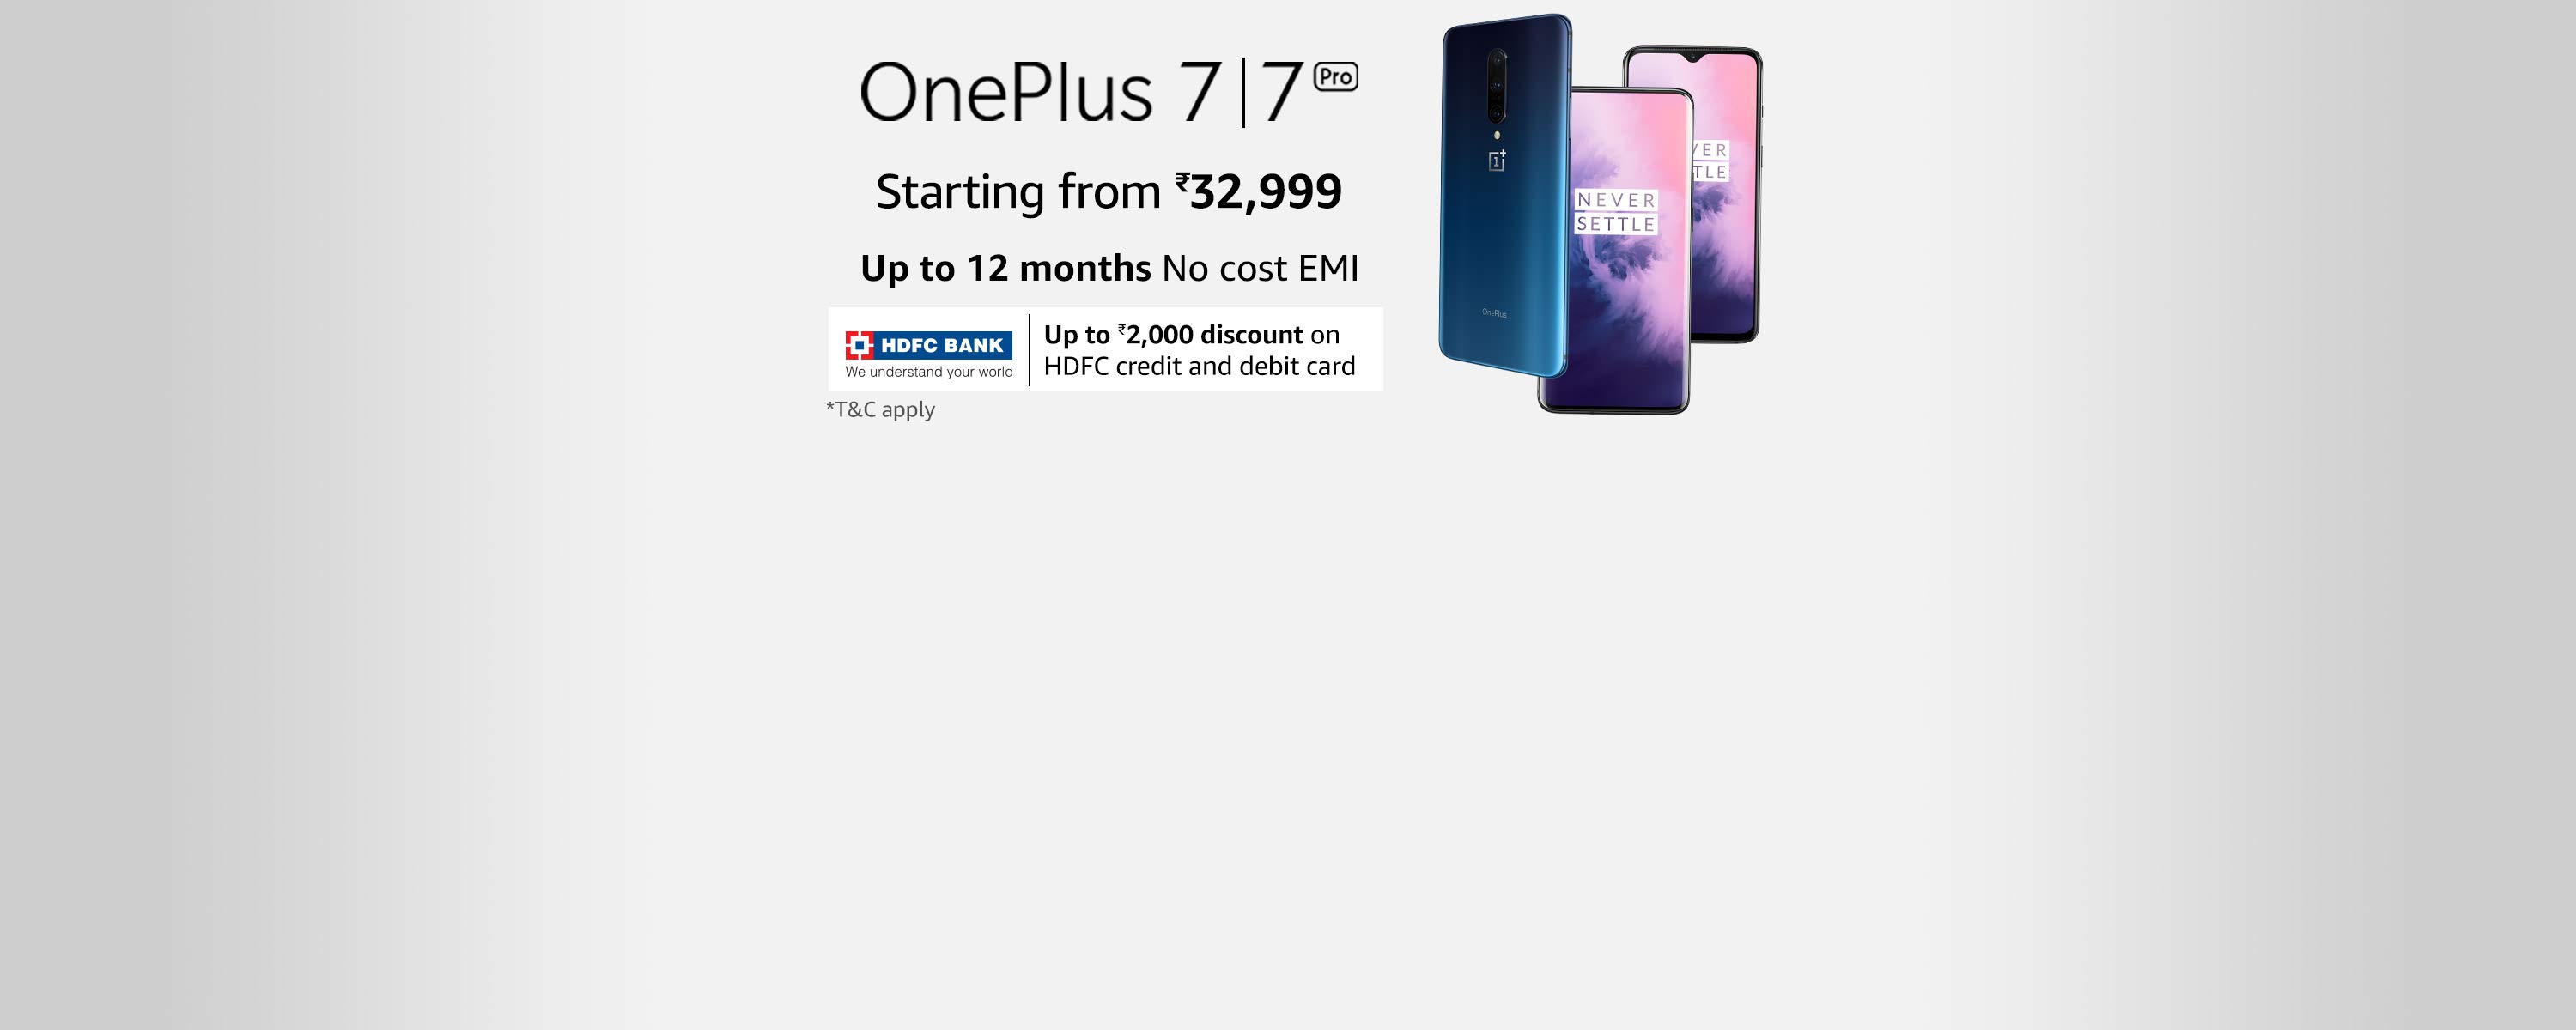 OnePlus 7|7 Pro
Starting from ₹32,999
Up to 12 months No cost EMI
HDFC BANK
We understand your world
Up to ₹2,000 discount on
HDFC credit and debit card
*T&C apply
1+
OnePlus
NEVER
SETTLE
VER
TLE